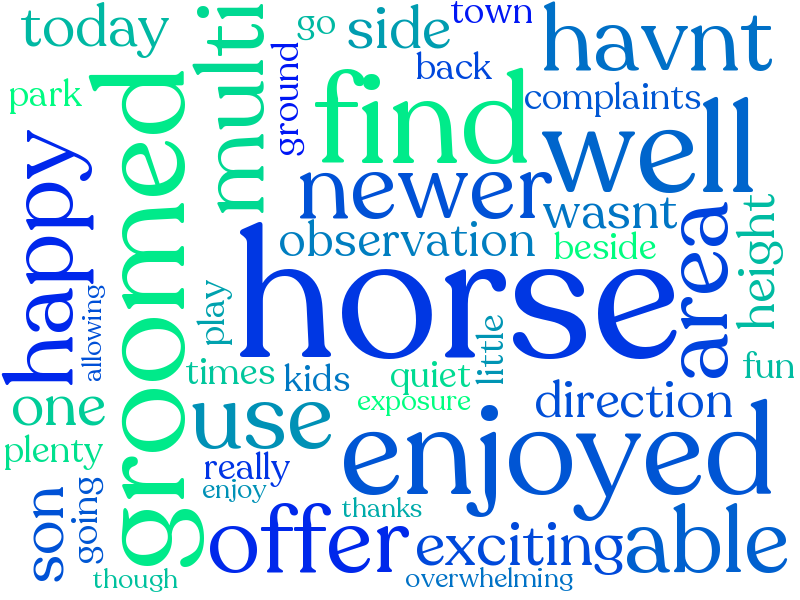 today
multi
go
side
town
havnt
back
park
groomed
ground
find
complaints
well
happy
newer
wasnt
observation
beside
area
height
horse
allowing
play
little
times
kids
quiet
fun
one
use
exposure
direction
plenty
enjoyed
really
enjoy
son
going
thanks
offer
exciting
able
though
overwhelming